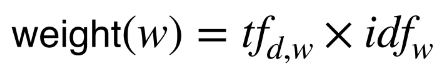 weight(w) = tf_{d,w} × idf_w